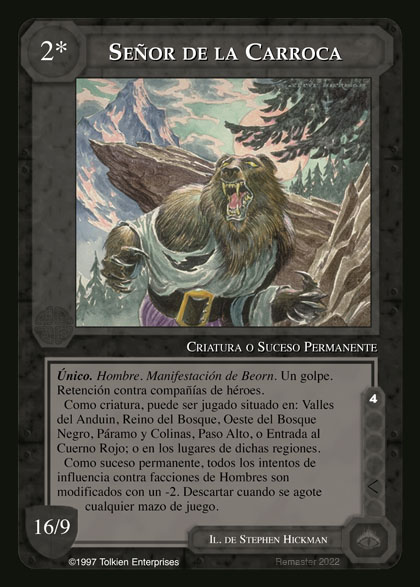 2*
SEÑOR DE LA CARROCA
CRIATURA O SUCESO PERMANENTE
Único. Hombre. Manifestación de Beorn. Un golpe.
Retención contra compañías de héroes.
Como criatura, puede ser jugado situado en: Valles
del Anduin, Reino del Bosque, Oeste del Bosque
Negro, Páramo y Colinas, Paso Alto, o Entrada al
Cuerno Rojo; o en los lugares de dichas regiones.
Como suceso permanente, todos los intentos de
influencia contra facciones de Hombres son
modificados con un -2. Descartar cuando se agote
cualquier mazo de juego.
4
16/9
IL. DE STEPHEN HICKMAN
©1997 Tolkien Enterprises
Remaster 2022